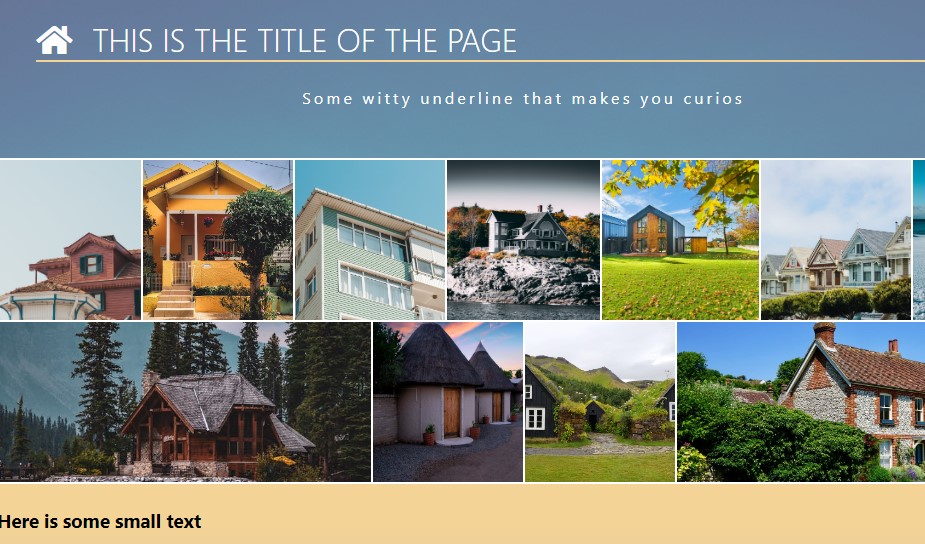 THIS IS THE TITLE OF THE PAGE
Some witty underline that makes you curios
Here is some small text